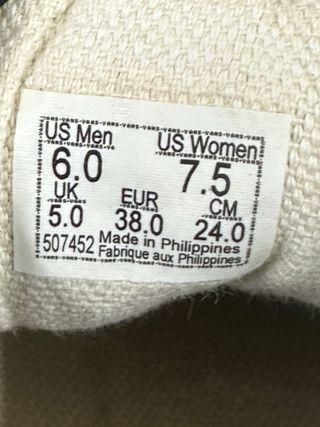 US Men US Women
6.0 7.5
UK EUR CM
5.0 38.0 24.0
507452 Made in Philippines
Fabrique aux Philippines